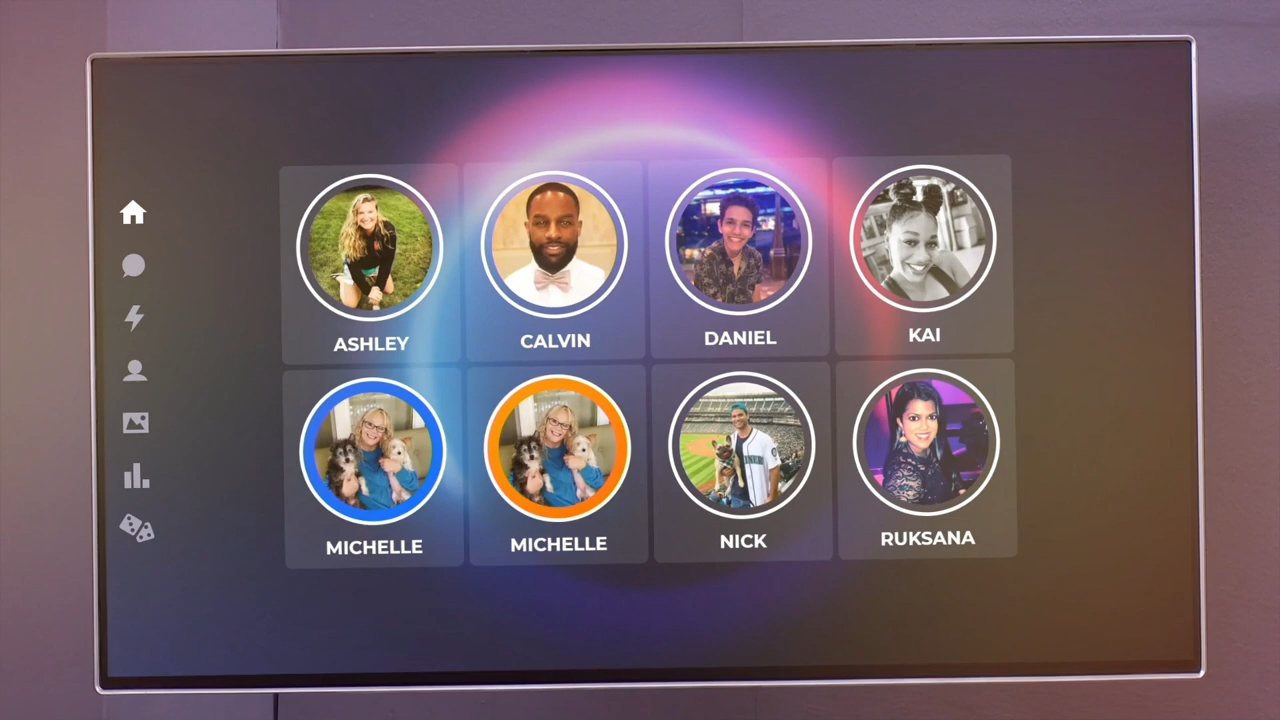 ASHLEY
CALVIN
DANIEL
KAI
MICHELLE
MICHELLE
NICK
RUKSANA